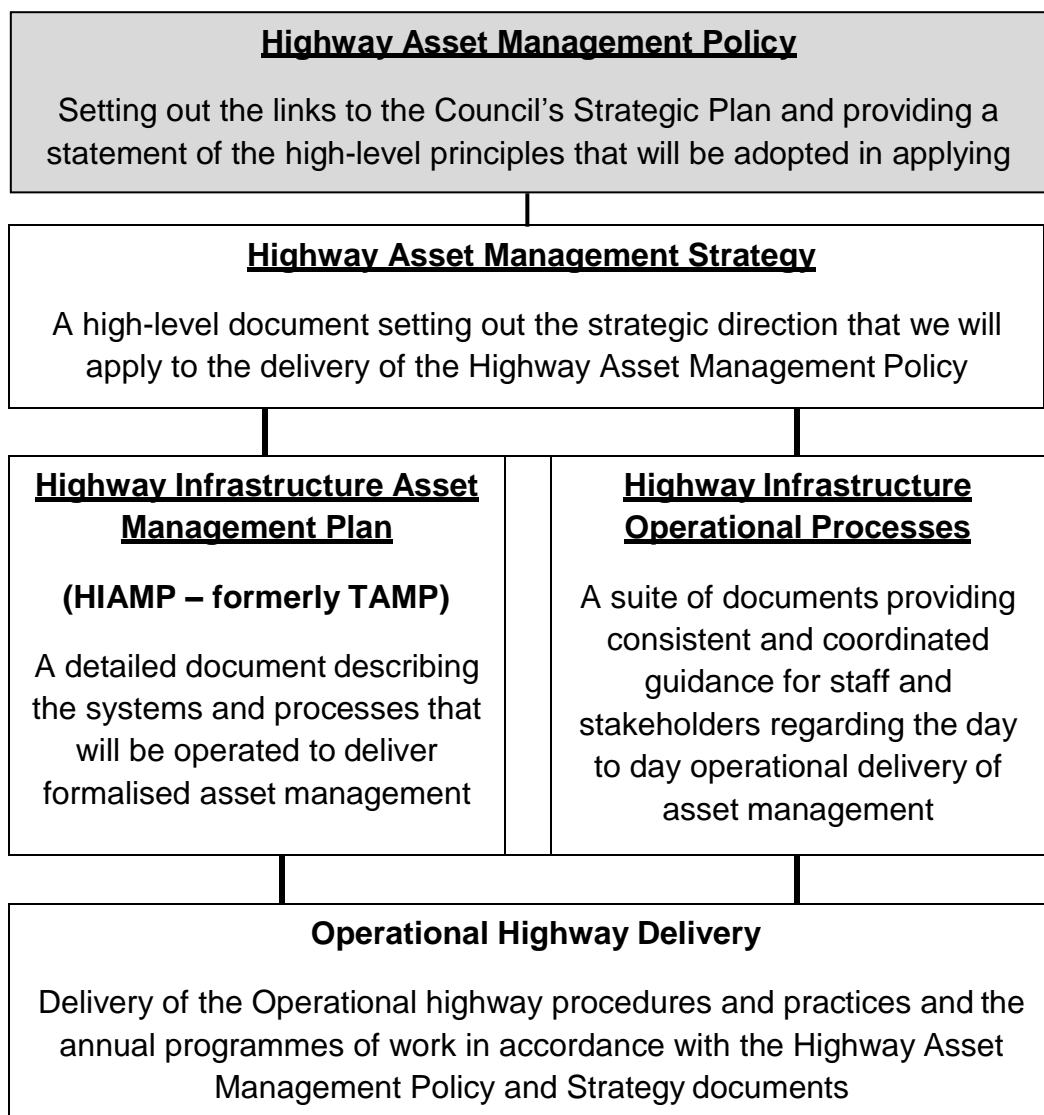 Highway Asset Management Policy
Setting out the links to the Council’s Strategic Plan and providing a
statement of the high-level principles that will be adopted in applying
Highway Asset Management Strategy
A high-level document setting out the strategic direction that we will
apply to the delivery of the Highway Asset Management Policy
Highway Infrastructure Asset
Management Plan
(HIAMP – formerly TAMP)
A detailed document describing
the systems and processes that
will be operated to deliver
formalised asset management
Highway Infrastructure
Operational Processes
A suite of documents providing
consistent and coordinated
guidance for staff and
stakeholders regarding the day
to day operational delivery of
asset management
Operational Highway Delivery
Delivery of the Operational highway procedures and practices and the
annual programmes of work in accordance with the Highway Asset
Management Policy and Strategy documents